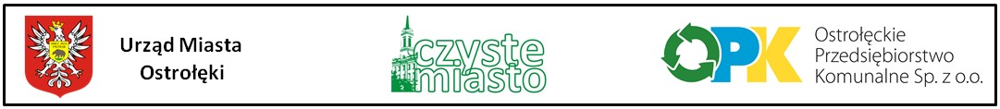 Urząd Miasta
Ostrołęki
czyste
miasto
OPK
Ostrołęckie
Przedsiębiorstwo
Komunalne Sp. z o.o.